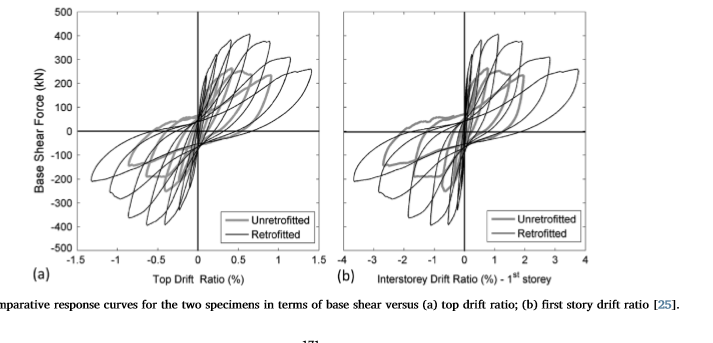 500
400
300
200
100
0
-100
-200
-300
-400
-500
Base Shear Force (kN)
Unretrofitted
Retrofitted
-1.5 -1 -0.5 0 0.5 1 1.5
(a) Top Drift Ratio (%)
Unretrofitted
Retrofitted
-4 -3 -2 -1 0 1 2 3 4
(b) Interstorey Drift Ratio (%) - 1st storey
mparative response curves for the two specimens in terms of base shear versus (a) top drift ratio; (b) first story drift ratio [25].